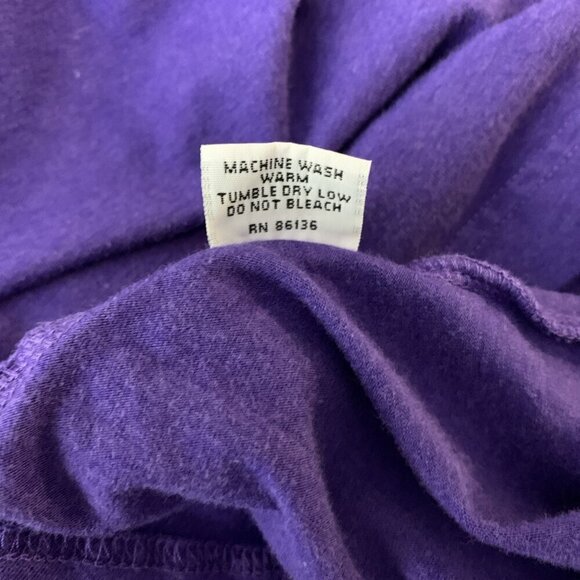 MACHINE WASH
WARM
TUMBLE DRY LOW
DO NOT BLEACH
RN 86136